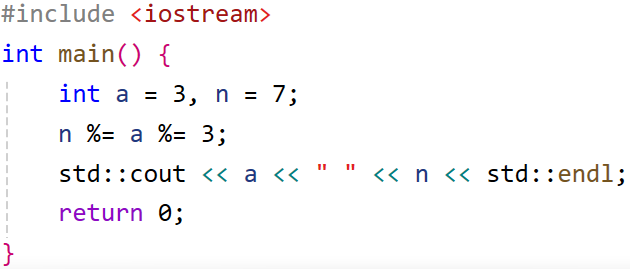 #include <iostream>
int main() {
    int a = 3, n = 7;
    n %= a %= 3;
    std::cout << a << " " << n << std::endl;
    return 0;
}